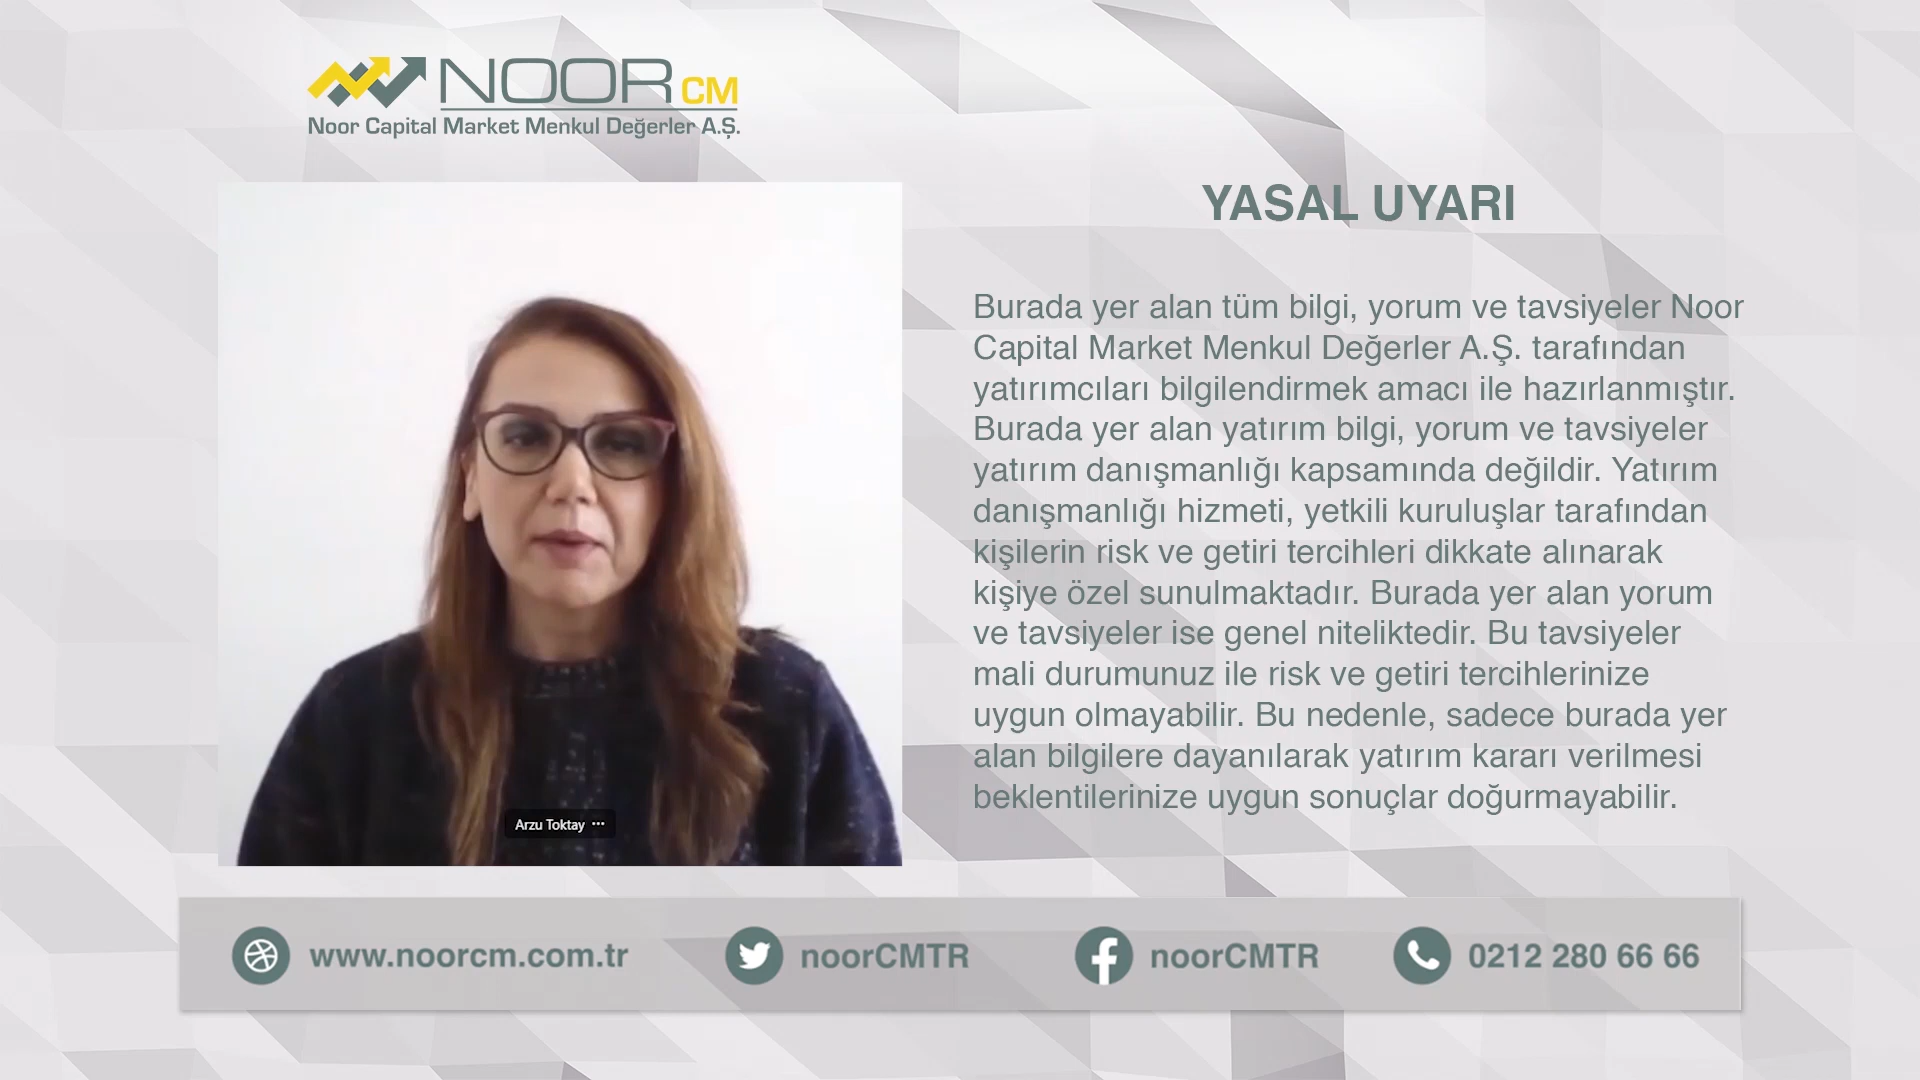 NOOR CM
Noor Capital Market Menkul Değerler A.Ş.
YASAL UYARI
Burada yer alan tüm bilgi, yorum ve tavsiyeler Noor
Capital Market Menkul Değerler A.Ş. tarafından
yatırımcıları bilgilendirmek amacı ile hazırlanmıştır.
Burada yer alan yatırım bilgi, yorum ve tavsiyeler
yatırım danışmanlığı kapsamında değildir. Yatırım
danışmanlığı hizmeti, yetkili kuruluşlar tarafından
kişilerin risk ve getiri tercihleri dikkate alınarak
kişiye özel sunulmaktadır. Burada yer alan yorum
ve tavsiyeler ise genel niteliktedir. Bu tavsiyeler
mali durumunuz ile risk ve getiri tercihlerinize
uygun olmayabilir. Bu nedenle, sadece burada yer
alan bilgilere dayanılarak yatırım kararı verilmesi
beklentilerinize uygun sonuçlar doğurmayabilir.
Arzu Toktay ···
www.noorcm.com.tr
noorCMTR
noorCMTR
0212 280 66 66